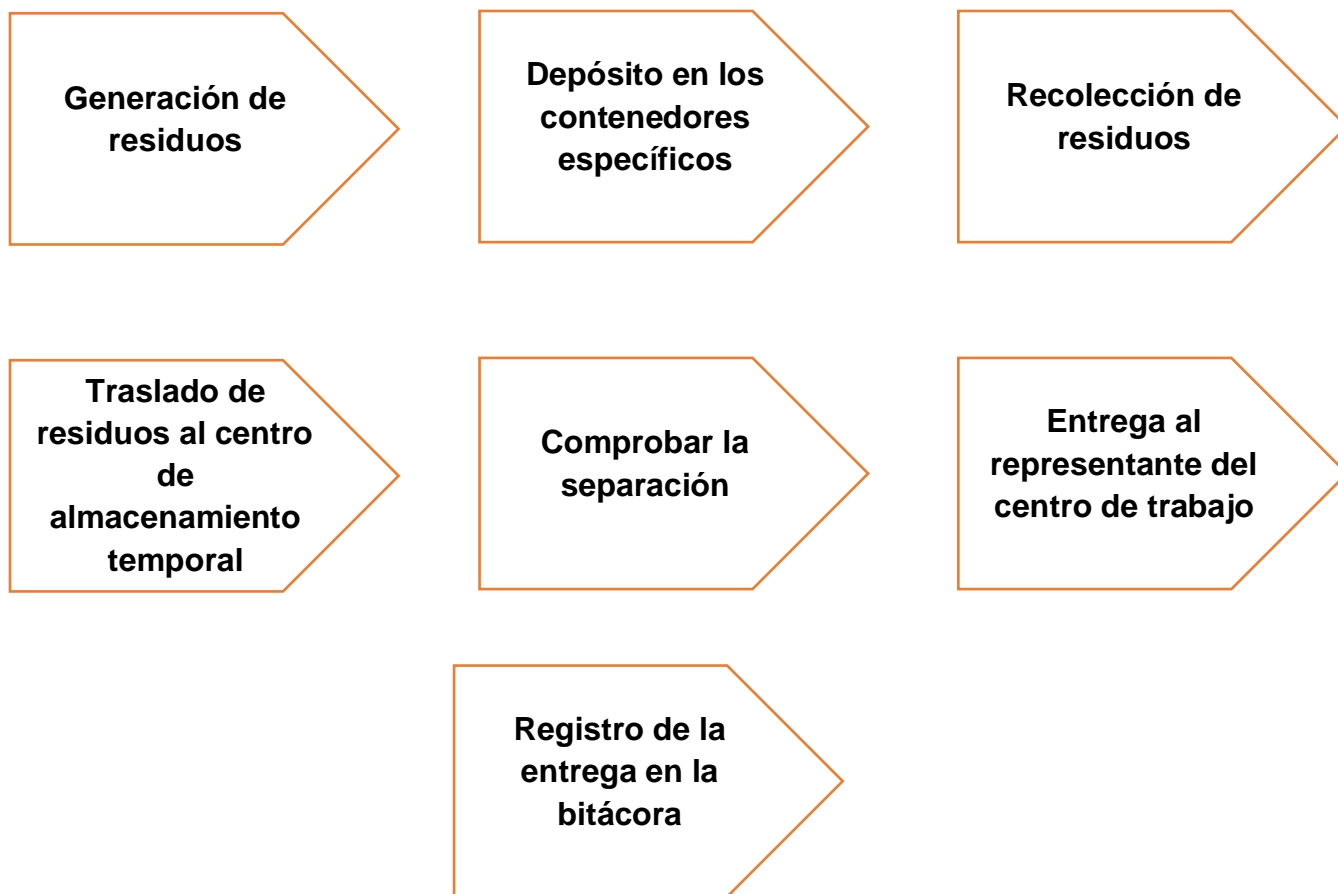 Generación de
residuos
Depósito en los
contenedores
específicos
Recolección de
residuos
Traslado de
residuos al centro
de
almacenamiento
temporal
Comprobar la
separación
Entrega al
representante del
centro de trabajo
Registro de la
entrega en la
bitácora